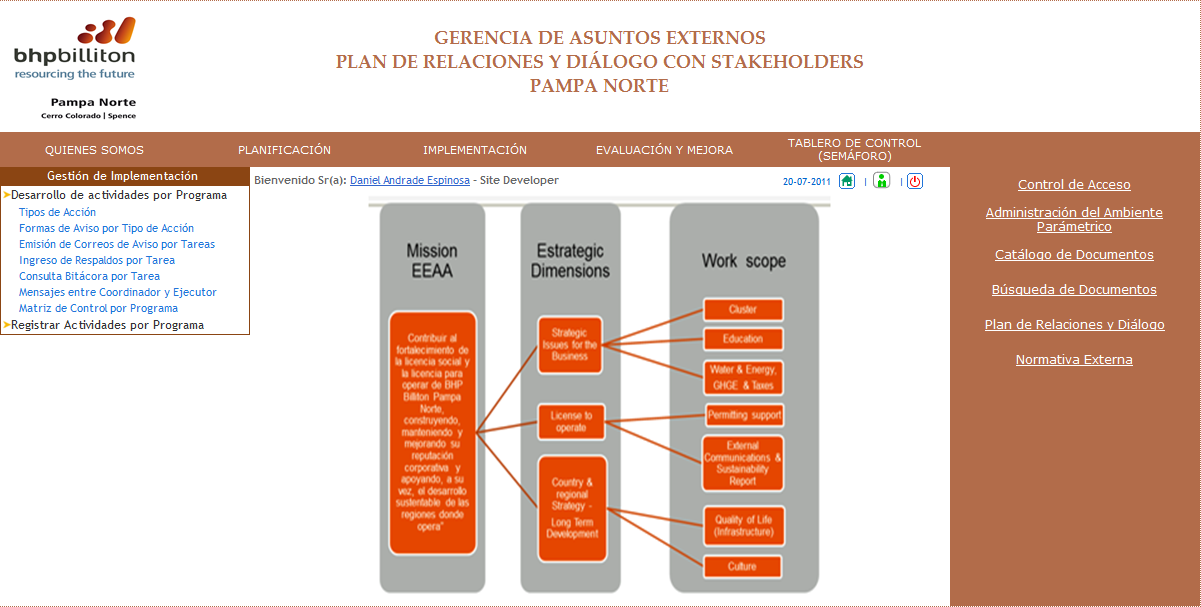 bhpbilliton
resourcing the future
Pampa Norte
Cerro Colorado | Spence
GERENCIA DE ASUNTOS EXTERNOS
PLAN DE RELACIONES Y DIÁLOGO CON STAKEHOLDERS
PAMPA NORTE
QUIENES SOMOS
PLANIFICACIÓN
IMPLEMENTACIÓN
EVALUACIÓN Y MEJORA
TABLERO DE CONTROL
(SEMÁFORO)
Gestión de Implementación
Desarrollo de actividades por Programa
Tipos de Acción
Formas de Aviso por Tipo de Acción
Emisión de Correos de Aviso por Tareas
Ingreso de Respaldos por Tarea
Consulta Bitácora por Tarea
Mensajes entre Coordinador y Ejecutor
Matriz de Control por Programa
Registrar Actividades por Programa
Bienvenido Sr(a): Daniel Andrade Espinosa - Site Developer
20-07-2011 | |
Mission
EEAA
Contribuir al
fortalecimiento de
la licencia social y
la licencia para
operar de BHP
Billiton Pampa
Norte,
construyendo,
manteniendo y
mejorando su
reputación
corporativa y
apoyando, a su
vez, el desarrollo
sustentable de las
regiones donde
opera"
Estrategic
Dimensions
Strategic
Issues for the
Business
License to
operate
Country &
regional
Strategy -
Long Term
Development
Work scope
Cluster
Education
Water & Energy,
GHGE & Taxes
Permitting support
External
Communications &
Sustainability
Report
Quality of Life
(Infrastructure)
Culture
Control de Acceso
Administración del Ambiente
Parámetrico
Catálogo de Documentos
Búsqueda de Documentos
Plan de Relaciones y Diálogo
Normativa Externa